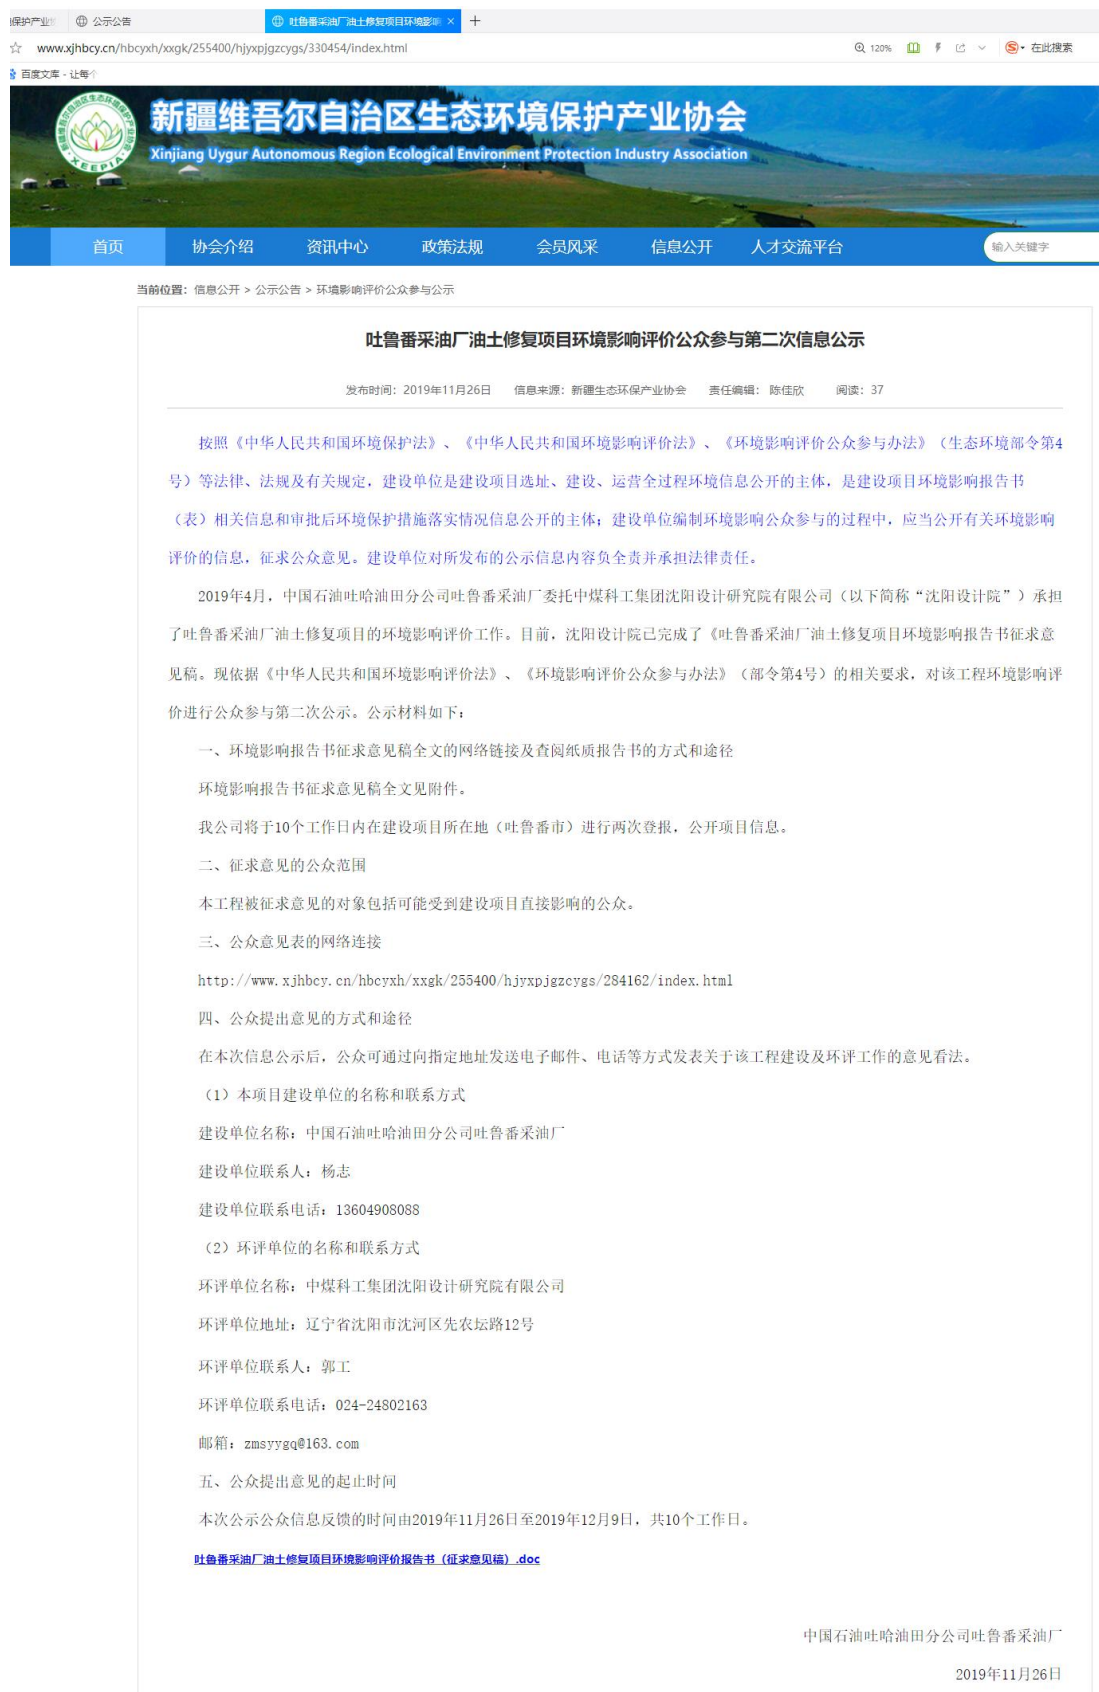 保护产业
公示公告
吐鲁番采油厂油土修复项目环境影响
www.xjhbcy.cn/hbcyxh/xxgk/255400/hjyxpjgzcygs/330454/index.html
120%
在此搜索
百度文库 - 让每个
新疆维吾尔自治区生态环境保护产业协会
Xinjiang Uygur Autonomous Region Ecological Environment Protection Industry Association
XEEPIA
首页 协会介绍 资讯中心 政策法规 会员风采 信息公开 人才交流平台 输入关键字
当前位置：信息公开 > 公示公告 > 环境影响评价公众参与公示
吐鲁番采油厂油土修复项目环境影响评价公众参与第二次信息公示
发布时间：2019年11月26日 信息来源：新疆生态环保产业协会 责任编辑：陈佳欣 阅读：37
按照《中华人民共和国环境保护法》、《中华人民共和国环境影响评价法》、《环境影响评价公众参与办法》（生态环境部令第4
号）等法律、法规及有关规定，建设单位是建设项目选址、建设、运营全过程环境信息公开的主体，是建设项目环境影响报告书
（表）相关信息和审批后环境保护措施落实情况信息公开的主体；建设单位编制环境影响公众参与的过程中，应当公开有关环境影响
评价的信息，征求公众意见。建设单位对所发布的公示信息内容负全责并承担法律责任。
2019年4月，中国石油吐哈油田分公司吐鲁番采油厂委托中煤科工集团沈阳设计研究院有限公司（以下简称“沈阳设计院”）承担
了吐鲁番采油厂油土修复项目的环境影响评价工作。目前，沈阳设计院已完成了《吐鲁番采油厂油土修复项目环境影响报告书征求意
见稿。现依据《中华人民共和国环境影响评价法》、《环境影响评价公众参与办法》（部令第4号）的相关要求，对该工程环境影响评
价进行公众参与第二次公示。公示材料如下：
一、环境影响报告书征求意见稿全文的网络链接及查阅纸质报告书的方式和途径
环境影响报告书征求意见稿全文见附件。
我公司将于10个工作日内在建设项目所在地（吐鲁番市）进行两次登报，公开项目信息。
二、征求意见的公众范围
本工程被征求意见的对象包括可能受到建设项目直接影响的公众。
三、公众意见表的网络连接
http://www.xjhbcy.cn/hbcyxh/xxgk/255400/hjyxpjgzcygs/284162/index.html
四、公众提出意见的方式和途径
在本次信息公示后，公众可通过向指定地址发送电子邮件、电话等方式发表关于该工程建设及环评工作的意见看法。
（1）本项目建设单位的名称和联系方式
建设单位名称：中国石油吐哈油田分公司吐鲁番采油厂
建设单位联系人：杨志
建设单位联系电话：13604908088
（2）环评单位的名称和联系方式
环评单位名称：中煤科工集团沈阳设计研究院有限公司
环评单位地址：辽宁省沈阳市沈河区先农坛路12号
环评单位联系人：郭工
环评单位联系电话：024-24802163
邮箱：zmsyygq@163.com
五、公众提出意见的起止时间
本次公示公众信息反馈的时间由2019年11月26日至2019年12月9日，共10个工作日。
吐鲁番采油厂油土修复项目环境影响评价报告书（征求意见稿）.doc
中国石油吐哈油田分公司吐鲁番采油厂
2019年11月26日